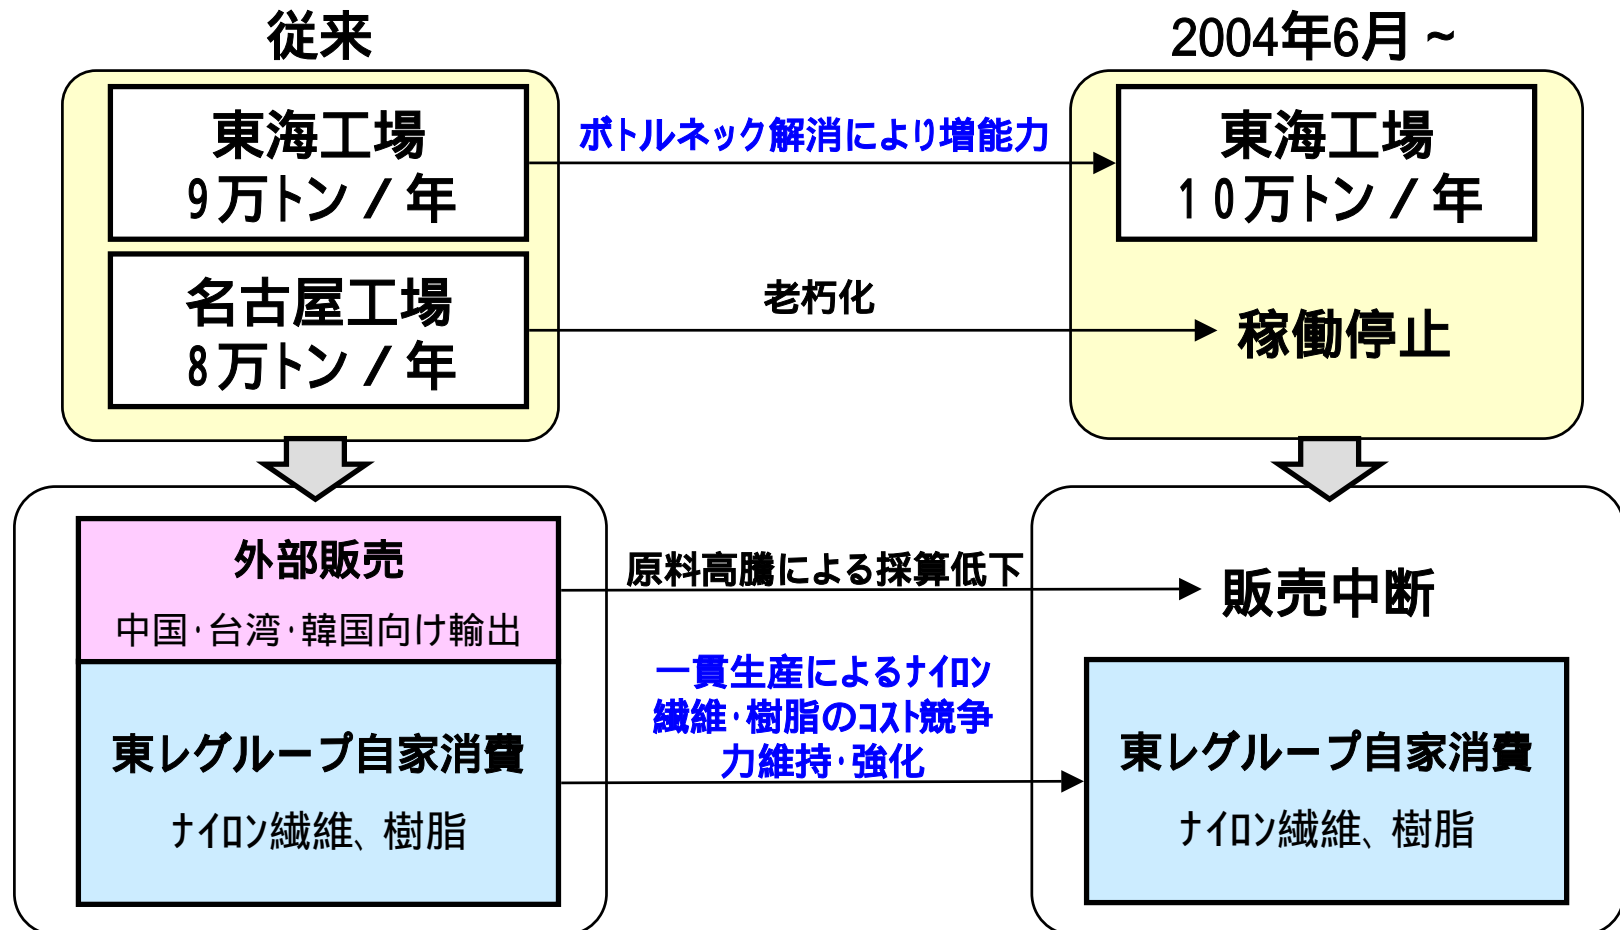 従来
2004年6月～
東海工場
９万トン／年
ボトルネック解消により増能力
東海工場
１０万トン／年
名古屋工場
８万トン／年
老朽化
稼働停止
外部販売
中国・台湾・韓国向け輸出
原料高騰による採算低下
販売中断
一貫生産によるナイロン
繊維・樹脂のコスト競争
力維持・強化
東レグループ自家消費
ナイロン繊維、樹脂
東レグループ自家消費
ナイロン繊維、樹脂